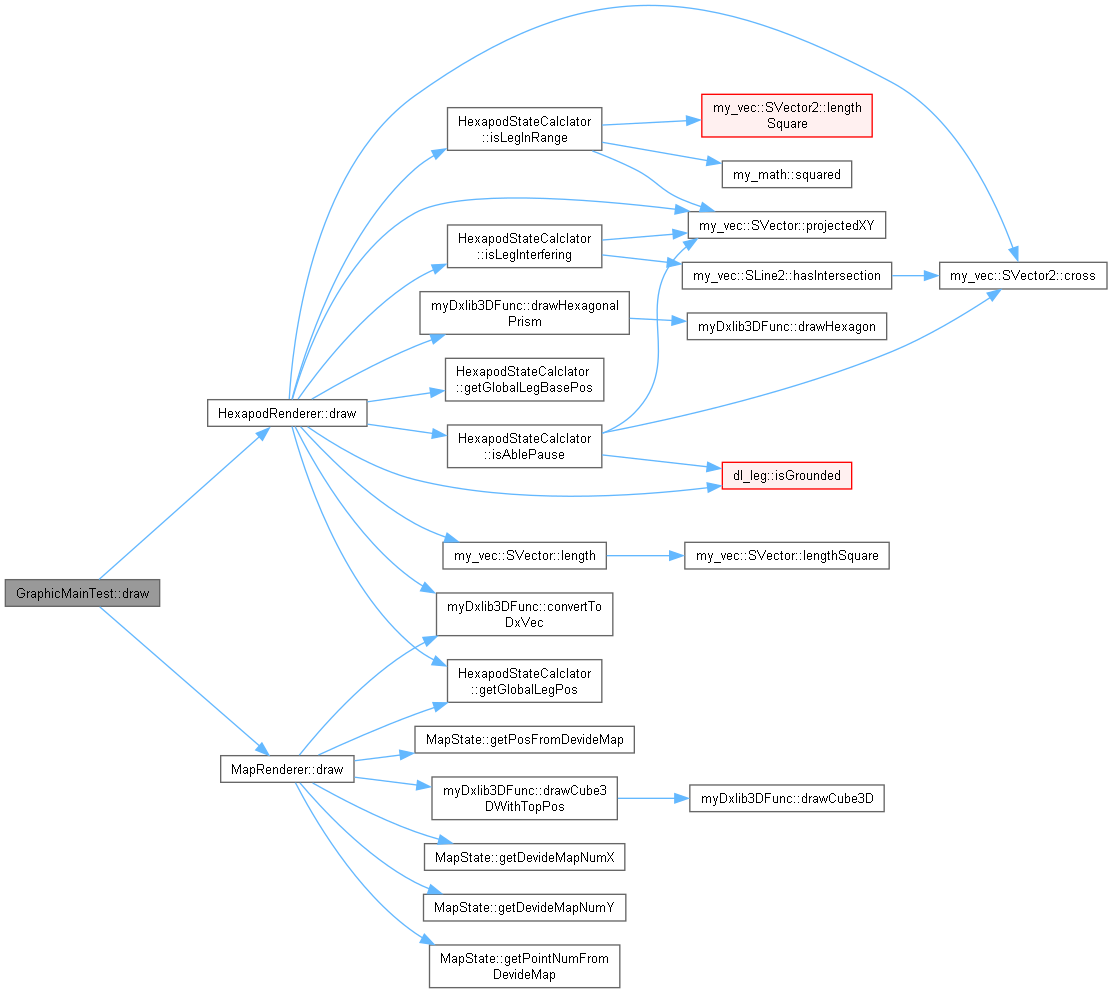 GraphicMainTest::draw
HexapodRenderer::draw
MapRenderer::draw
HexapodStateCalclator
::isLegInRange
HexapodStateCalclator
::isLegInterfering
myDxlib3DFunc::drawHexagonal
Prism
HexapodStateCalclator
::getGlobalLegBasePos
HexapodStateCalclator
::isAblePause
my_vec::SVector::length
myDxlib3DFunc::convertTo
DxVec
HexapodStateCalclator
::getGlobalLegPos
MapState::getPosFromDevideMap
myDxlib3DFunc::drawCube3
DWithTopPos
MapState::getDevideMapNumX
MapState::getDevideMapNumY
MapState::getPointNumFrom
DevideMap
my_vec::SVector2::length
Square
my_math::squared
my_vec::SVector::projectedXY
my_vec::SLine2::hasIntersection
myDxlib3DFunc::drawHexagon
dl_leg::isGrounded
my_vec::SVector::lengthSquare
myDxlib3DFunc::drawCube3D
my_vec::SVector2::cross